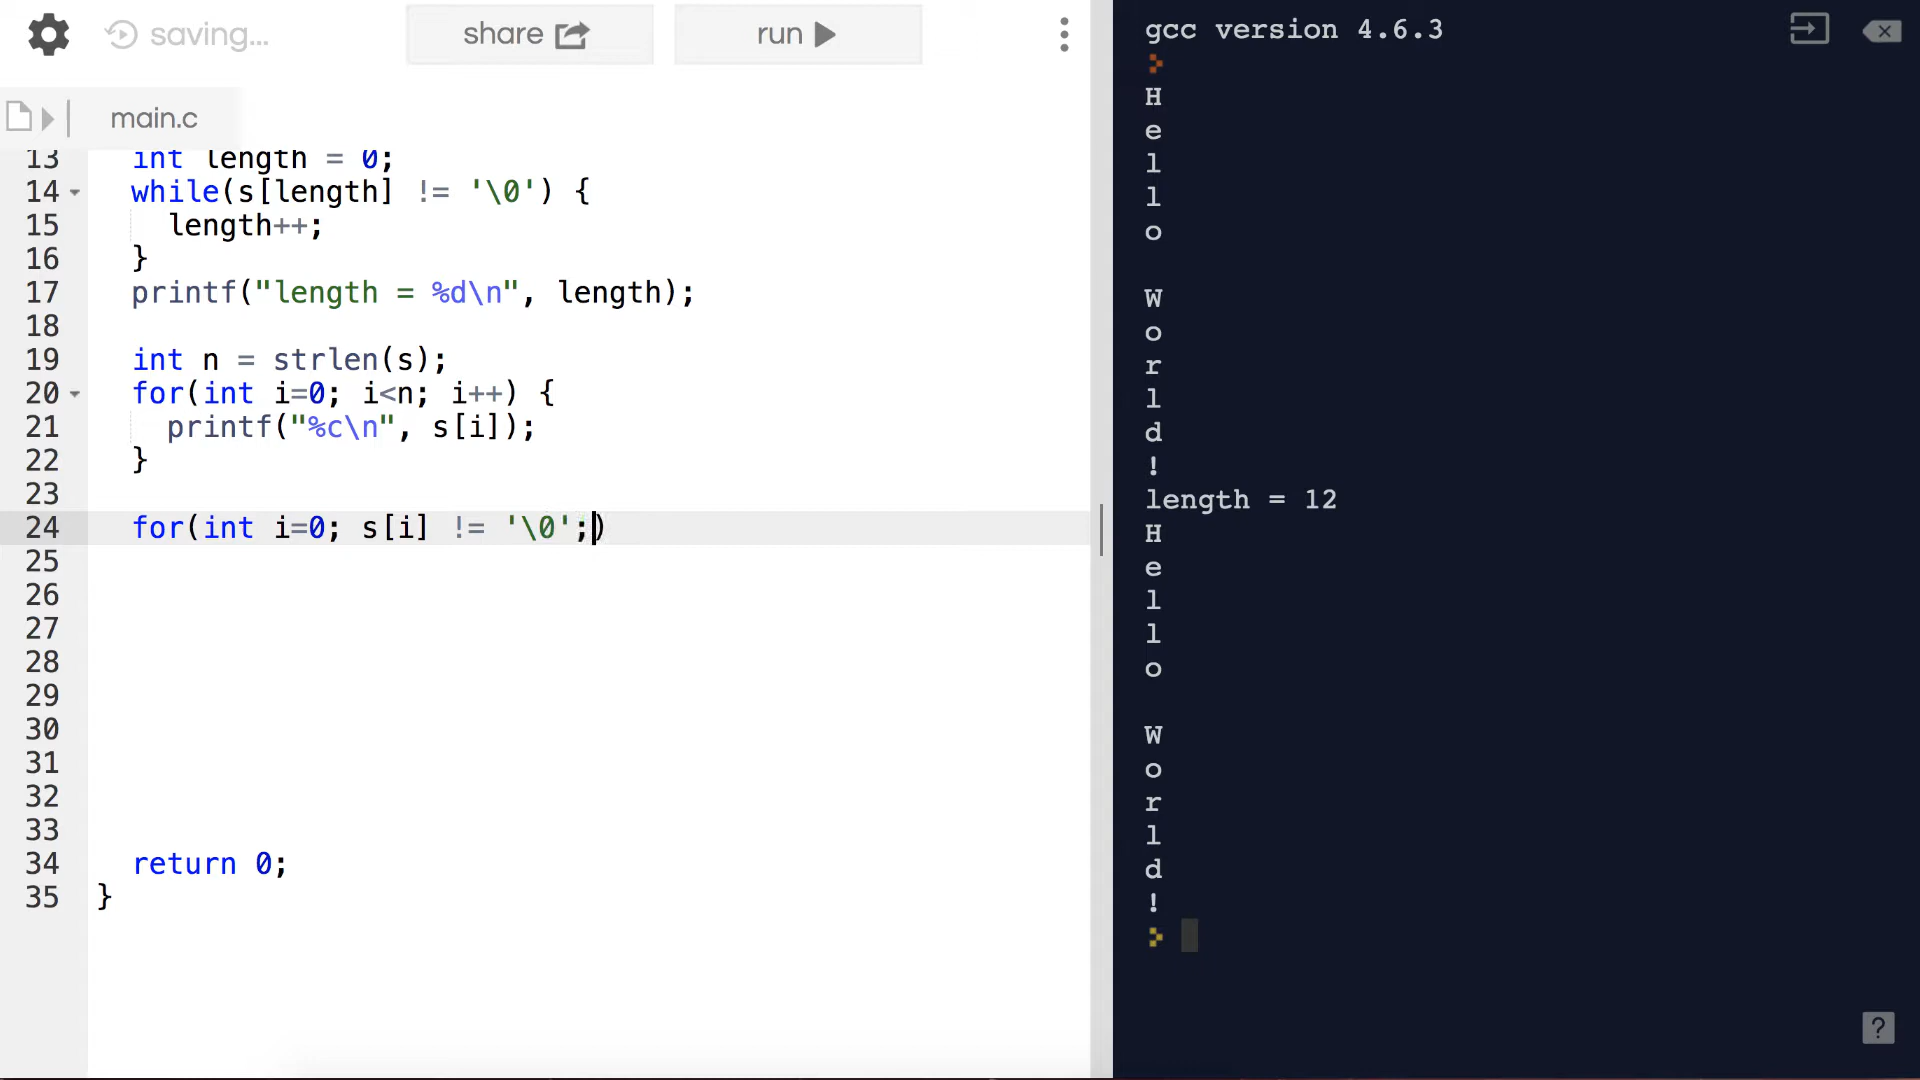 saving...
share
run
main.c
13 int length = 0;
14 while(s[length] != '\0') {
15 length++;
16 }
17 printf("length = %d\n", length);
18
19 int n = strlen(s);
20 for(int i=0; i<n; i++) {
21 printf("%c\n", s[i]);
22 }
23
24 for(int i=0; s[i] != '\0';)
25
26
27
28
29
30
31
32
33
34 return 0;
35 }
gcc version 4.6.3
>
H
e
l
l
o
W
o
r
l
d
!
length = 12
H
e
l
l
o
W
o
r
l
d
!
>
?